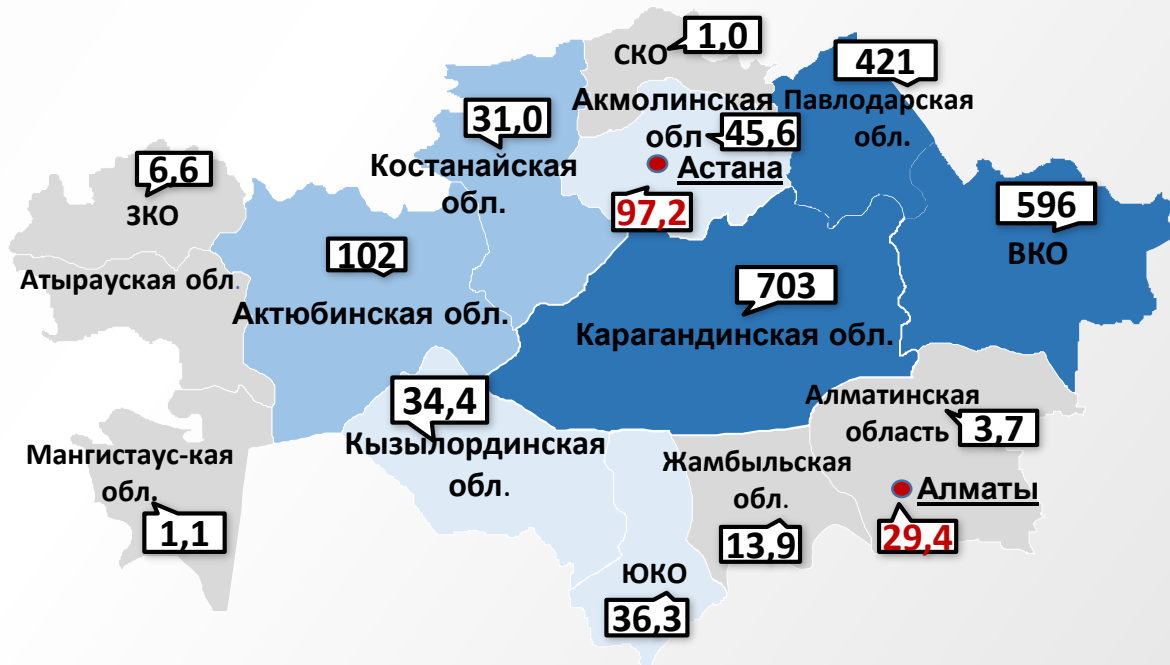 СКО
1,0
421
Павлодарская
обл.
Акмолинская
обл
45,6
Астана
97,2
31,0
Костанайская
обл.
6,6
ЗКО
Атырауская обл.
102
Актюбинская обл.
703
Карагандинская обл.
596
ВКО
34,4
Кызылординская
обл.
Мангистаус-кая
обл.
1,1
Жамбыльская
обл.
13,9
Алматинская
область
3,7
Алматы
29,4
ЮКО
36,3